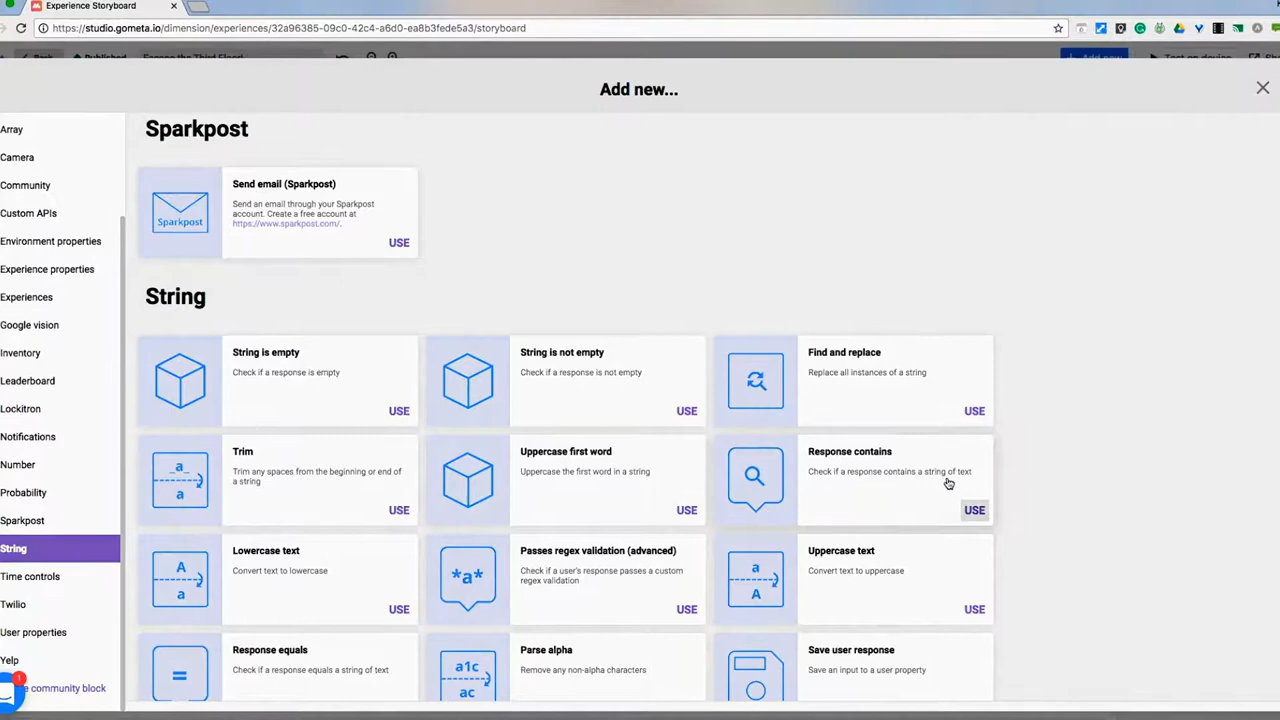 Experience Storyboard
https://studio.gometa.io/dimension/experiences/32a96385-09c0-42c4-a6d0-ea8b3fede5a3/storyboard
Add new...
Array
Camera
Community
Custom APIs
Environment properties
Experience properties
Experiences
Google vision
Inventory
Leaderboard
Lockitron
Notifications
Number
Probability
Sparkpost
String
Time controls
Twilio
User properties
Yelp
community block
1
Sparkpost
Sparkpost
Send email (Sparkpost)
Send an email through your Sparkpost
account. Create a free account at
https://www.sparkpost.com/.
USE
String
String is empty
Check if a response is empty
USE
String is not empty
Check if a response is not empty
USE
Find and replace
Replace all instances of a string
USE
_a_
a
Trim
Trim any spaces from the beginning or end of
a string
USE
Uppercase first word
Uppercase the first word in a string
USE
Response contains
Check if a response contains a string of text
USE
A
a
Lowercase text
Convert text to lowercase
USE
*a*
Passes regex validation (advanced)
Check if a user's response passes a custom
regex validation
USE
a
A
Uppercase text
Convert text to uppercase
USE
=
Response equals
Check if a response equals a string of text
a1c
ac
Parse alpha
Remove any non-alpha characters
Save user response
Save an input to a user property